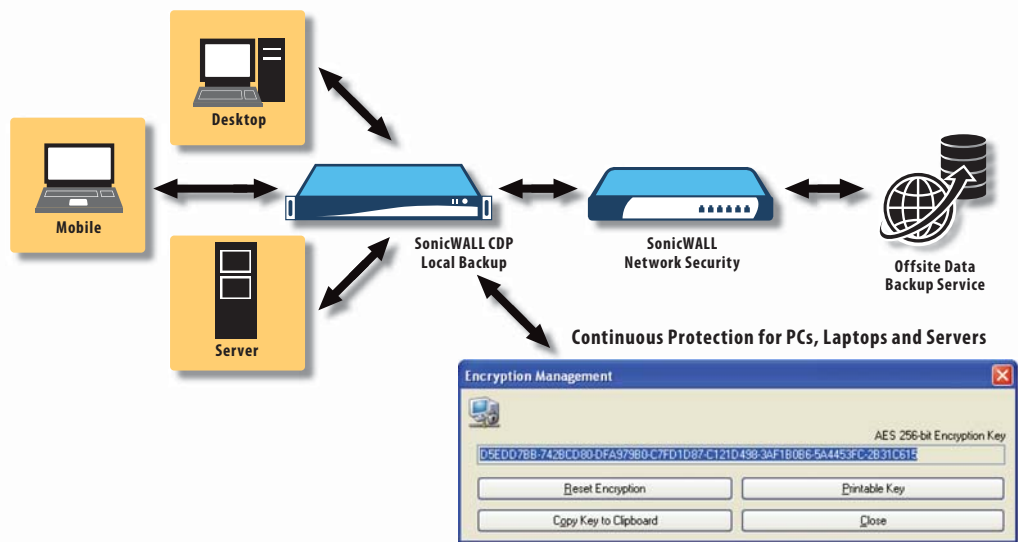 Desktop
Mobile
Server
SonicWALL CDP
Local Backup
SonicWALL
Network Security
Offsite Data
Backup Service
Continuous Protection for PCs, Laptops and Servers
Encryption Management
AES 256-bit Encryption Key
D5EDD7BB-742BCD80-DFA979B0-C7FD1D87-C121D498-3AF1B0B6-5A4453FC-2B31C615
Reset Encryption
Printable Key
Copy Key to Clipboard
Close